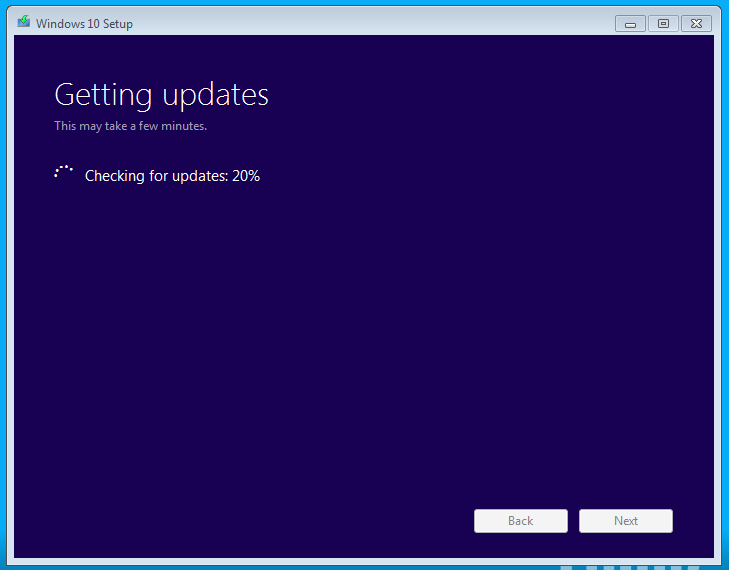 Windows 10 Setup
Getting updates
This may take a few minutes.
Checking for updates: 20%
Back
Next